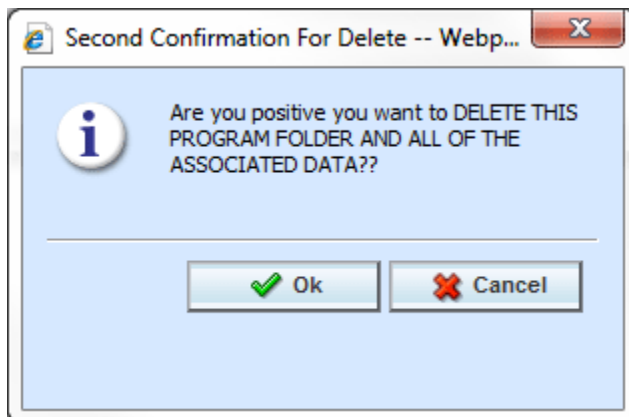 Second Confirmation For Delete -- Webp...
Are you positive you want to DELETE THIS
PROGRAM FOLDER AND ALL OF THE
ASSOCIATED DATA??
Ok
Cancel